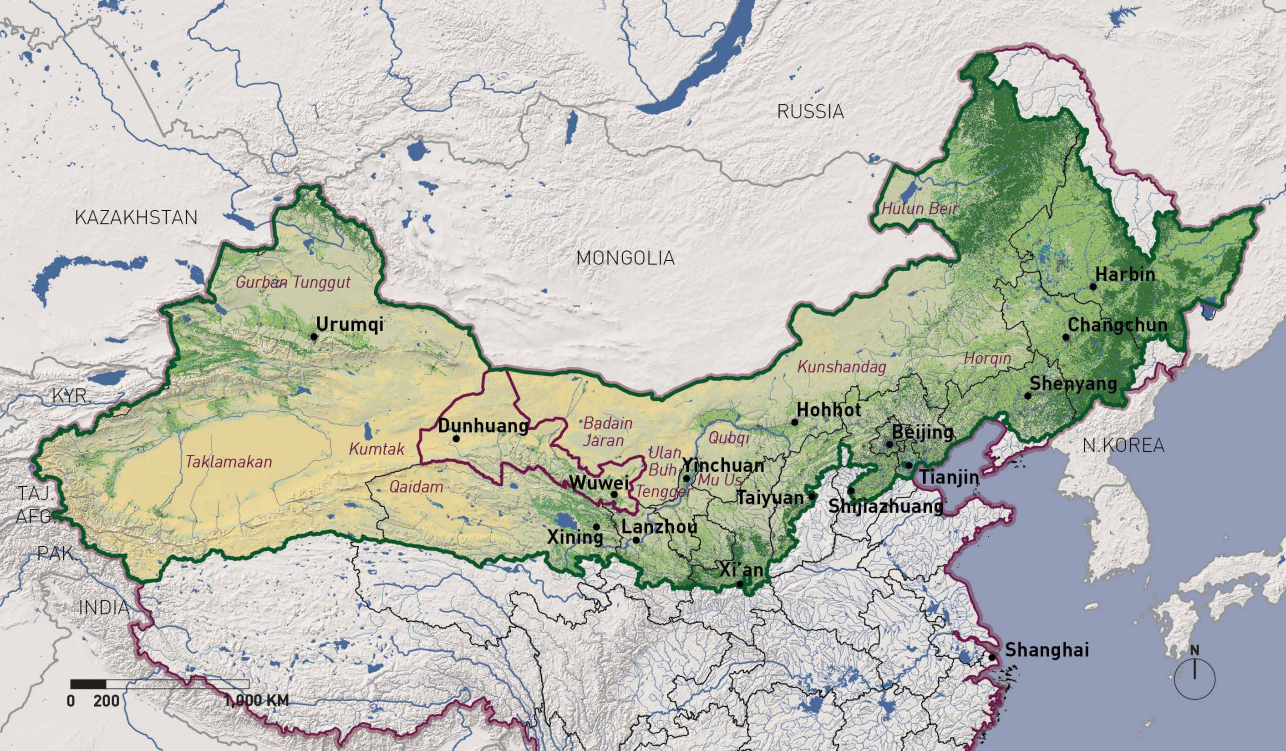 RUSSIA
KAZAKHSTAN
Hulun Beir
MONGOLIA
Harbin
Gurban Tunggut
Urumqi
Changchun
Kunshandag
Horqin
KYR.
Shenyang
Hohhot
Dunhuang
Badain
Jaran
Beijing
Qubqi
N.KOREA
Kumtak
Ulah
Buh
Taklamakan
Yinchuan
Mu Us
Tianjin
Qaidam
Wuwei
Tengger
Taiyuan
Shijiazhuang
TAJ.
AFG.
Xining
Lanzhou
PAK.
Xi'an
INDIA
Shanghai
N
0 200 1,000 KM